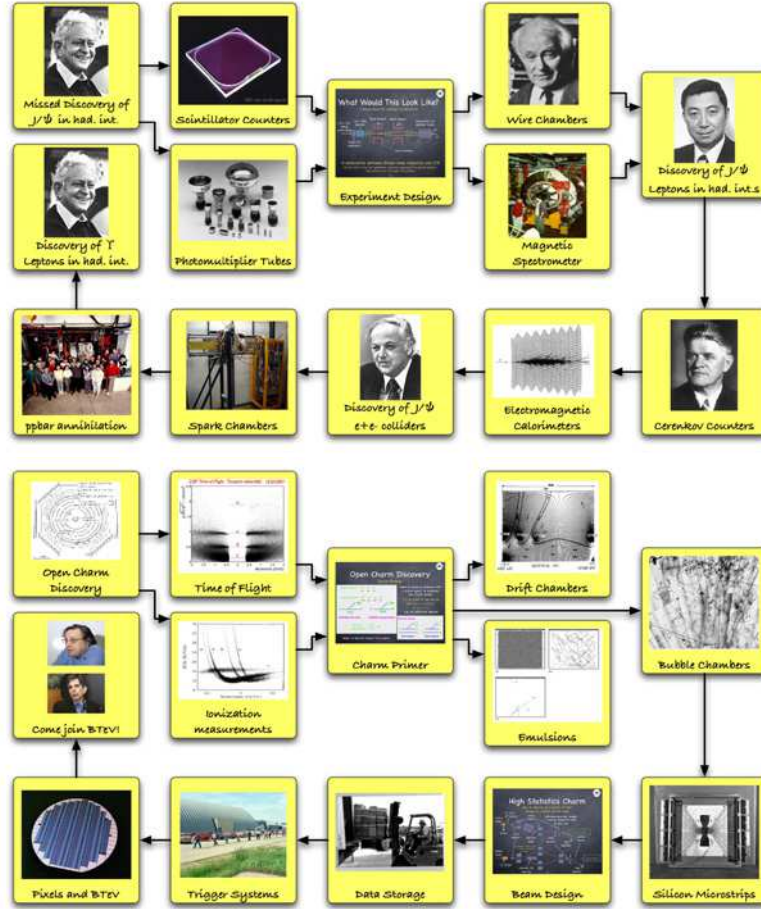 Missed Discovery of
J/Ψ in had. int.
Scintillator Counters
What Would This Look Like?
Experiment Design
Wire Chambers
Discovery of J/Ψ
Leptons in had. int.s
Discovery of ϒ
Leptons in had. int.
Photomultiplier Tubes
Magnetic
Spectrometer
ppbar annihilation
Spark Chambers
Discovery of J/Ψ
e+e- colliders
Electromagnetic
Calorimeters
Cerenkov Counters
Open Charm
Discovery
Time of Flight
Open Charm Discovery
Charm Primer
Drift Chambers
Bubble Chambers
Come join BTeV!
Ionization
measurements
Emulsions
Pixels and BTeV
Trigger Systems
Data Storage
High Statistics Charm
Beam Design
Silicon Microstrips